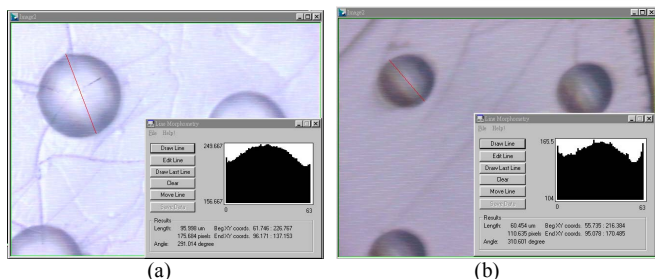 Image2
Line Morphometry
File Help!
Draw Line
Edit Line
Draw Last Line
Clear
Move Line
Save Data
249.667
156.667
0 63
Results
Length: 95.998 um Beg XY coords. 61.746 : 226.767
175.684 pixels End XY coords. 96.171 : 137.153
Angle: 291.014 degree
(a)
Image2
Line Morphometry
File Help!
Draw Line
Edit Line
Draw Last Line
Clear
Move Line
Save Data
169.5
104
0 63
Results
Length: 60.454 um Beg XY coords. 55.735 : 216.384
110.635 pixels End XY coords. 95.078 : 170.485
Angle: 310.601 degree
(b)